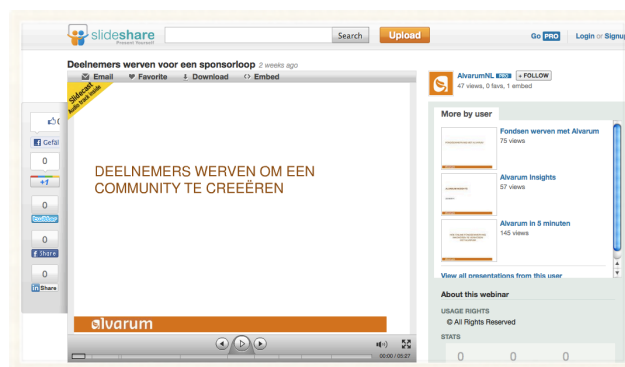 slideshare
Present Yourself
Search
Upload
Go PRO
Login or Signup
Deelnemers werven voor een sponsorloop 2 weeks ago
Email Favorite Download Embed
Slidecast
Audio track inside
DEELNEMERS WERVEN OM EEN
COMMUNITY TE CREEËREN
alvarum
00:00 / 05:27
Gefäl
0
+1
0
twitter
0
Share
0
in Share
AlvarumNL PRO + FOLLOW
47 views, 0 favs, 1 embed
More by user
Fondsen werven met Alvarum
75 views
Alvarum Insights
57 views
Alvarum in 5 minuten
145 views
View all presentations from this user
About this webinar
USAGE RIGHTS
© All Rights Reserved
STATS
0 0 0